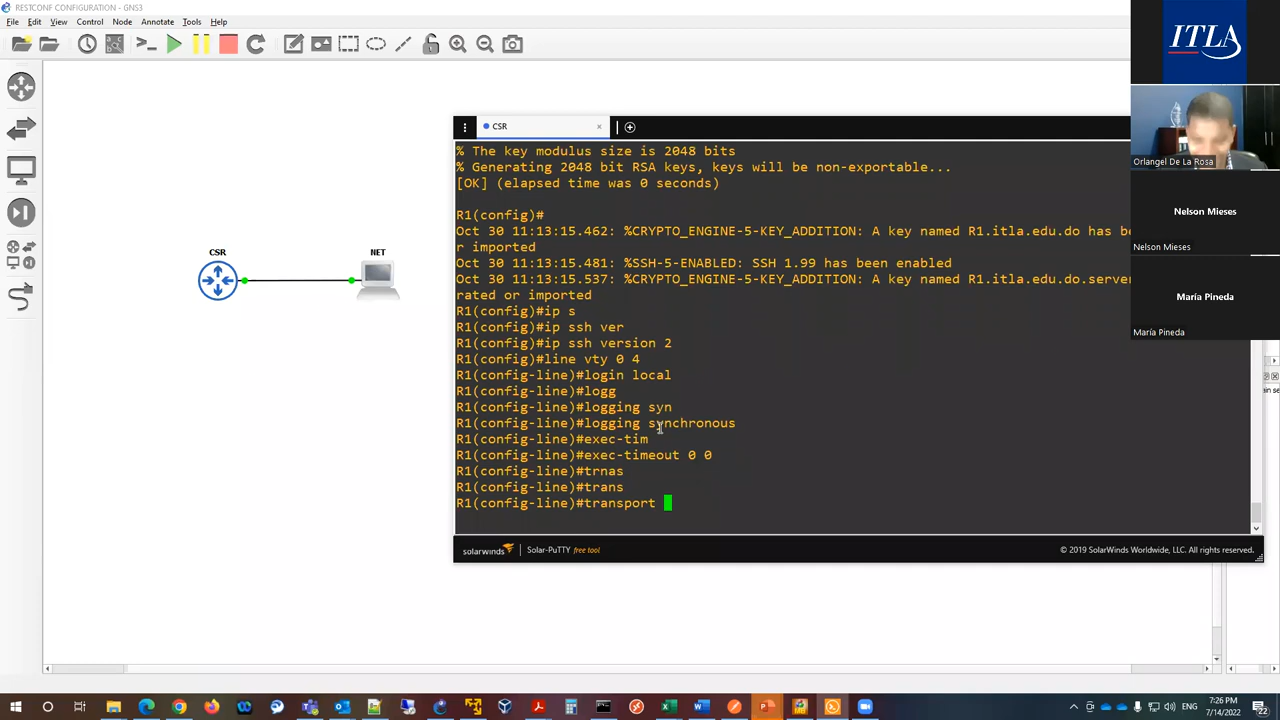 RESTCONF CONFIGURATION - GNS3
File Edit View Control Node Annotate Tools Help
ITLA
CSR
% The key modulus size is 2048 bits
% Generating 2048 bit RSA keys, keys will be non-exportable...
[OK] (elapsed time was 0 seconds)
R1(config)#
Oct 30 11:13:15.462: %CRYPTO_ENGINE-5-KEY_ADDITION: A key named R1.itla.edu.do has be
r imported
Oct 30 11:13:15.481: %SSH-5-ENABLED: SSH 1.99 has been enabled
Oct 30 11:13:15.537: %CRYPTO_ENGINE-5-KEY_ADDITION: A key named R1.itla.edu.do.server
rated or imported
R1(config)#ip s
R1(config)#ip ssh ver
R1(config)#ip ssh version 2
R1(config)#line vty 0 4
R1(config-line)#login local
R1(config-line)#logg
R1(config-line)#logging syn
R1(config-line)#logging synchronous
R1(config-line)#exec-tim
R1(config-line)#exec-timeout 0 0
R1(config-line)#trnas
R1(config-line)#trans
R1(config-line)#transport
solarwinds Solar-PuTTY free tool © 2019 SolarWinds Worldwide, LLC. All rights reserved.
CSR NET
Orlangel De La Rosa
Nelson Mieses
Nelson Mieses
María Pineda
María Pineda
ENG
7:26 PM
7/14/2022
22